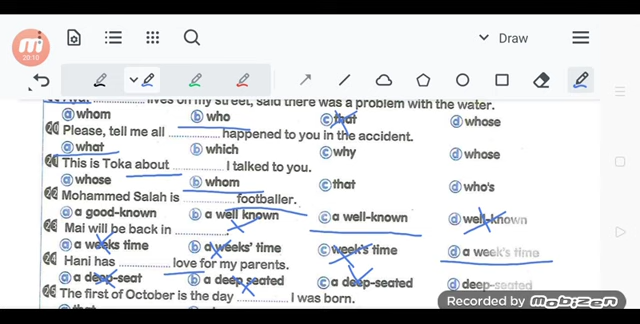 20:10
Draw
lives on my street, said there was a problem with the water.
a whom b who c that d whose
Please, tell me all .......... happened to you in the accident.
a what b which c why d whose
This is Toka about .......... I talked to you.
a whose b whom c that d who's
Mohammed Salah is .......... footballer.
a a good-known b a well known c a well-known d well-known
Mai will be back in ..........
a a weeks time b a weeks' time c week's time d a week's time
Hani has .......... love for my parents.
a a deep-seat b a deep seated c a deep-seated d deep-seated
The first of October is the day .......... I was born.
Recorded by MOBIZEN